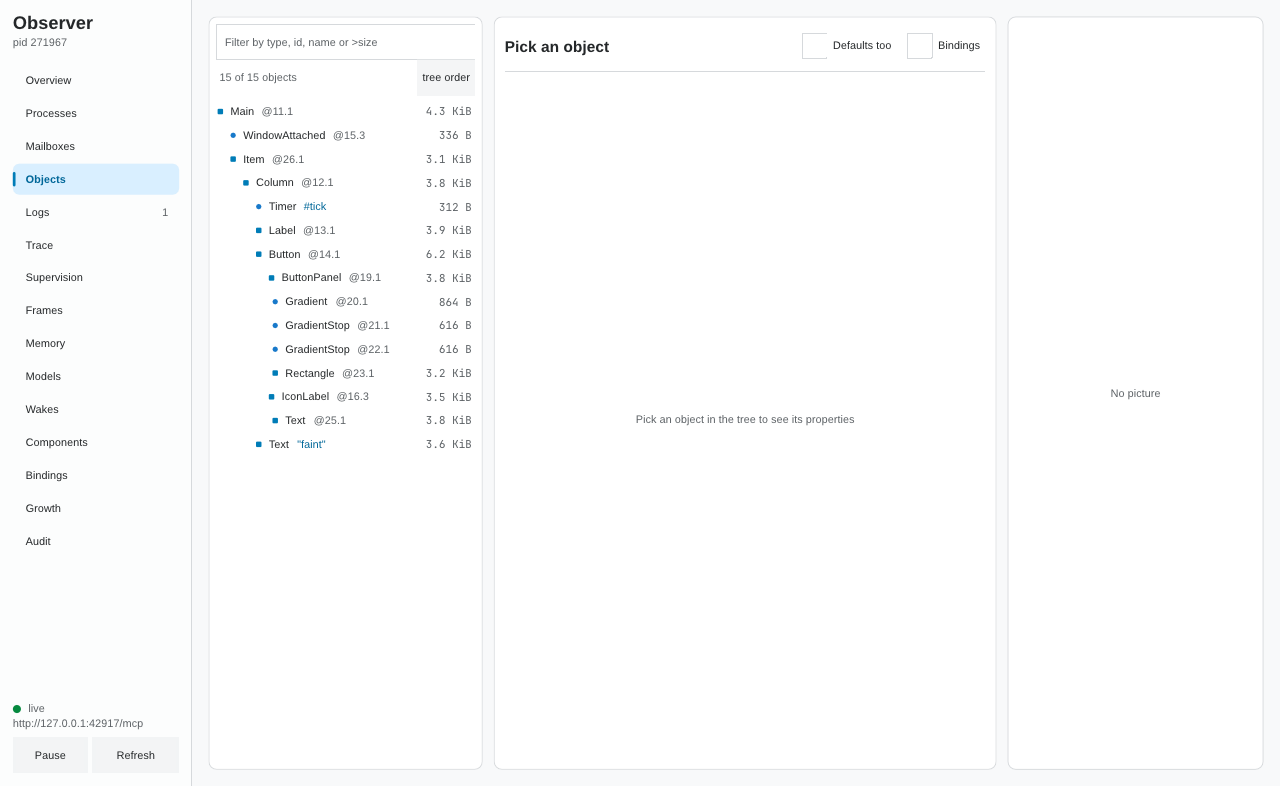 Observer
pid 271967
Overview
Processes
Mailboxes
Objects
Logs 1
Trace
Supervision
Frames
Memory
Models
Wakes
Components
Bindings
Growth
Audit
live
http://127.0.0.1:42917/mcp
Pause Refresh
Filter by type, id, name or >size
15 of 15 objects tree order
Main @11.1 4.3 KiB
WindowAttached @15.3 336 B
Item @26.1 3.1 KiB
Column @12.1 3.8 KiB
Timer #tick 312 B
Label @13.1 3.9 KiB
Button @14.1 6.2 KiB
ButtonPanel @19.1 3.8 KiB
Gradient @20.1 864 B
GradientStop @21.1 616 B
GradientStop @22.1 616 B
Rectangle @23.1 3.2 KiB
IconLabel @16.3 3.5 KiB
Text @25.1 3.8 KiB
Text "faint" 3.6 KiB
Pick an object Defaults too Bindings
Pick an object in the tree to see its properties
No picture